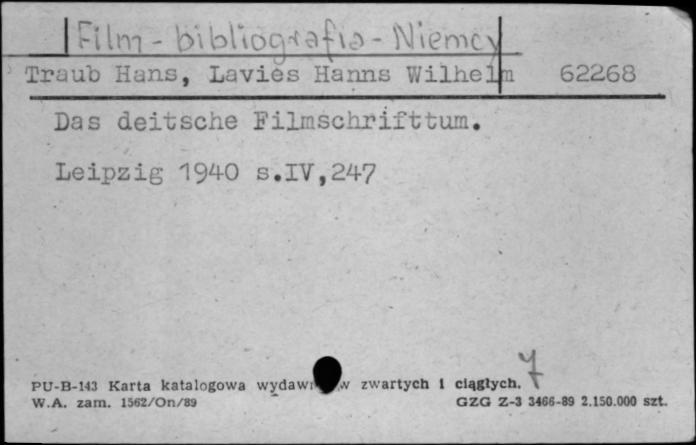 Film - bibliografia - Niemcy
Traub Hans, Laviès Hanns Wilhelm 62268
Das deitsche Filmschrifttum.
Leipzig 1940 s.IV,247
PU-B-143 Karta katalogowa wydawn w zwartych i ciągłych.
W.A. zam. 1562/On/89 GZG Z-3 3466-89 2.150.000 szt.